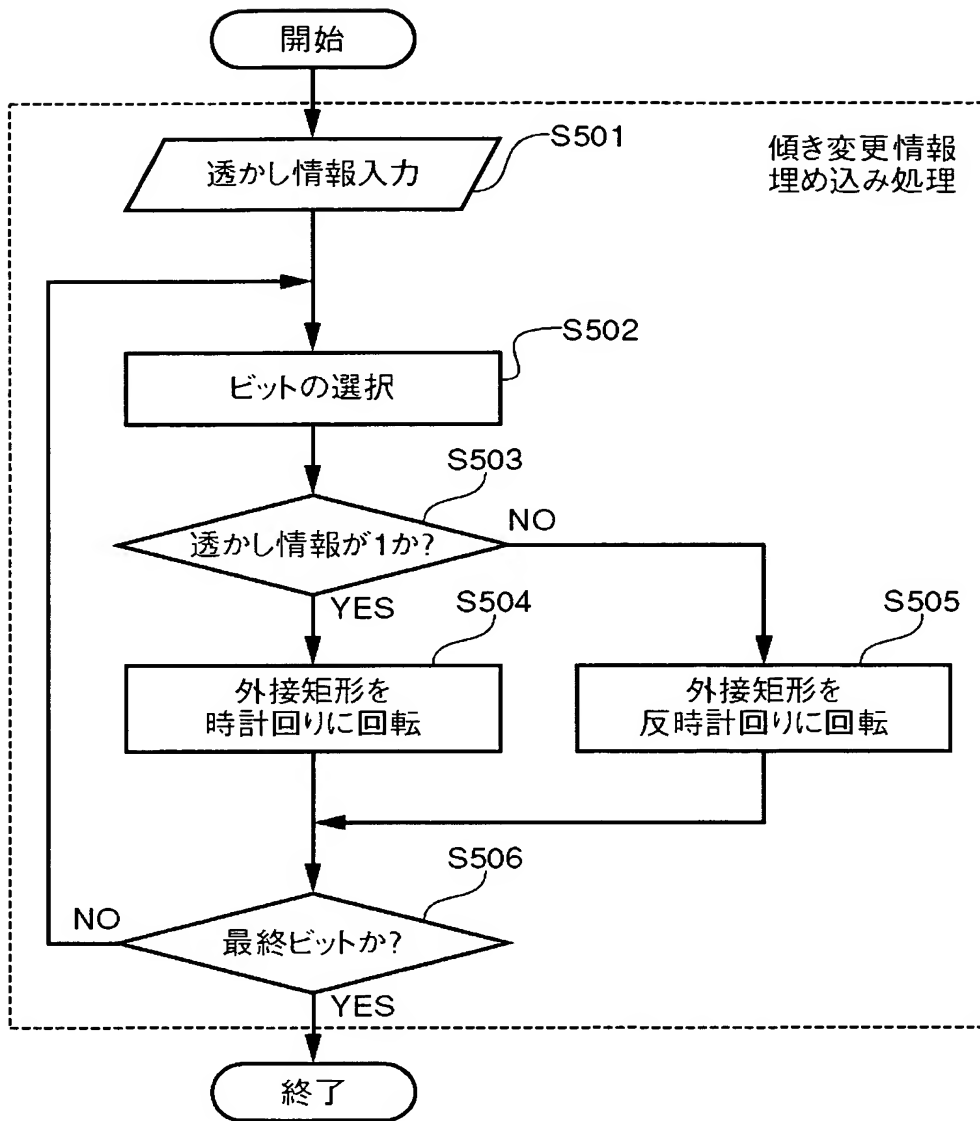 開始
透かし情報入力
S501
傾き変更情報
埋め込み処理
ビットの選択
S502
S503
透かし情報が1か?
NO
YES
S504
外接矩形を
時計回りに回転
S505
外接矩形を
反時計回りに回転
S506
NO
最終ビットか?
YES
終了